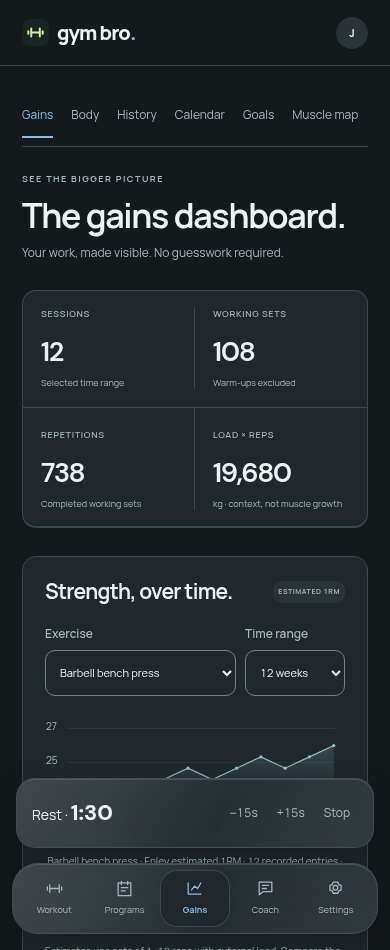 gym bro.
J
Gains Body History Calendar Goals Muscle map
SEE THE BIGGER PICTURE
The gains dashboard.
Your work, made visible. No guesswork required.
SESSIONS
12
Selected time range
WORKING SETS
108
Warm-ups excluded
REPETITIONS
738
Completed working sets
LOAD × REPS
19,680
kg · context, not muscle growth
Strength, over time.
ESTIMATED 1RM
Exercise
Barbell bench press
Time range
12 weeks
27
25
Rest · 1:30
−15s +15s Stop
Barbell bench press · Epley estimated 1RM · 12 recorded entries ·
Workout Programs Gains Coach Settings